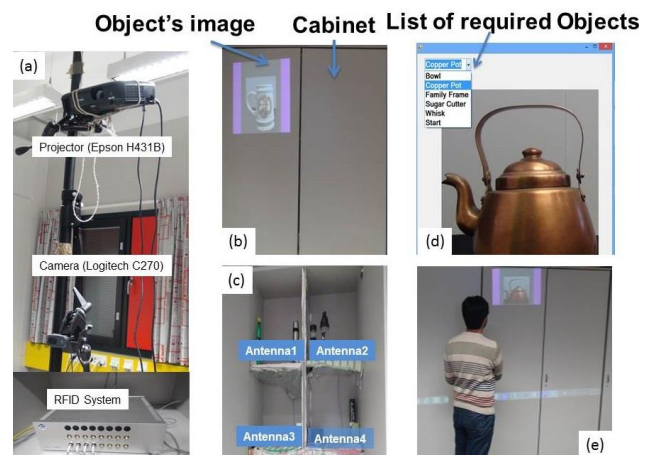 Object's image
Cabinet
List of required Objects
(a)
Projector (Epson H431B)
Camera (Logitech C270)
RFID System
(b)
Copper Pot
Bowl
Copper Pot
Family Frame
Sugar Cutter
Whisk
Start
(d)
(c)
Antenna1
Antenna2
Antenna3
Antenna4
(e)